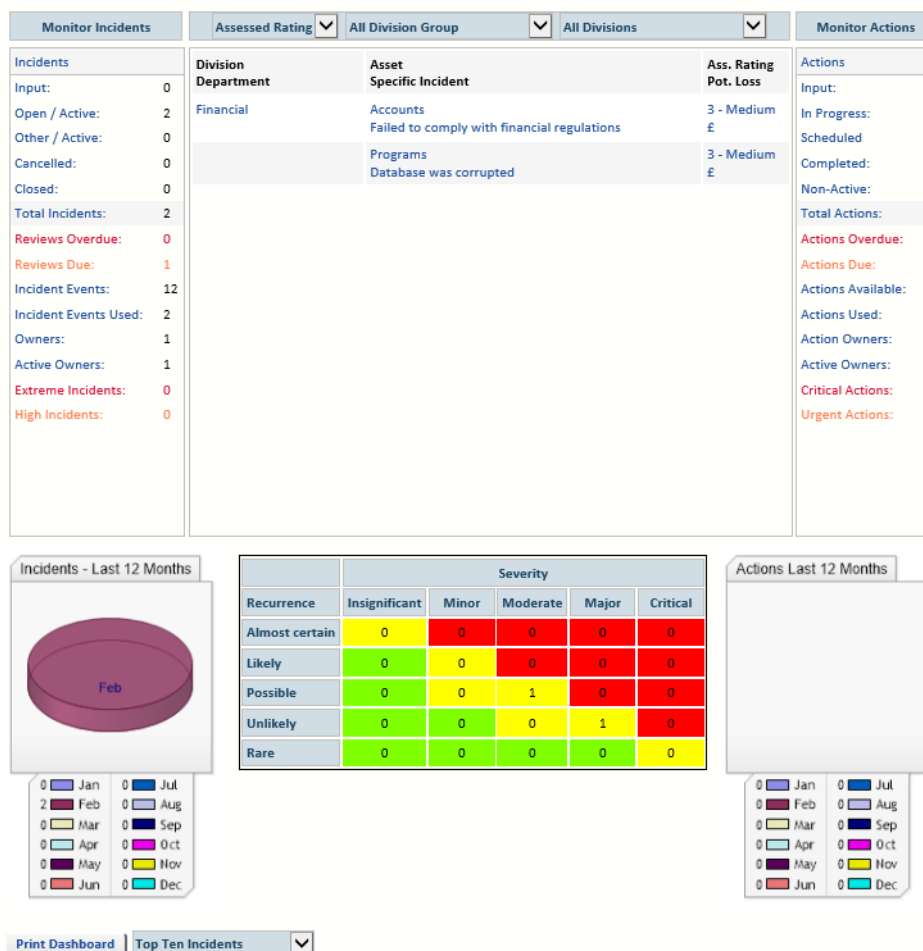 Monitor Incidents
Assessed Rating All Division Group All Divisions
Monitor Actions
Incidents
Input: 0
Open / Active: 2
Other / Active: 0
Cancelled: 0
Closed: 0
Total Incidents: 2
Reviews Overdue: 0
Reviews Due: 1
Incident Events: 12
Incident Events Used: 2
Owners: 1
Active Owners: 1
Extreme Incidents: 0
High Incidents: 0
Division Asset Ass. Rating
Department Specific Incident Pot. Loss
Financial Accounts 3 - Medium
Failed to comply with financial regulations £
Programs 3 - Medium
Database was corrupted £
Actions
Input:
In Progress:
Scheduled
Completed:
Non-Active:
Total Actions:
Actions Overdue:
Actions Due:
Actions Available:
Actions Used:
Action Owners:
Active Owners:
Critical Actions:
Urgent Actions:
Incidents - Last 12 Months
Feb
0 Jan 0 Jul
2 Feb 0 Aug
0 Mar 0 Sep
0 Apr 0 Oct
0 May 0 Nov
0 Jun 0 Dec
Severity
Recurrence Insignificant Minor Moderate Major Critical
Almost certain 0 0 0 0 0
Likely 0 0 0 0 0
Possible 0 0 1 0 0
Unlikely 0 0 0 1 0
Rare 0 0 0 0 0
Actions Last 12 Months
0 Jan 0 Jul
0 Feb 0 Aug
0 Mar 0 Sep
0 Apr 0 Oct
0 May 0 Nov
0 Jun 0 Dec
Print Dashboard Top Ten Incidents